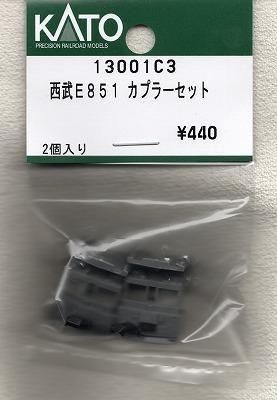 KATO
PRECISION RAILROAD MODELS
13001C3
西武E851 カプラーセット
¥440
2個入り